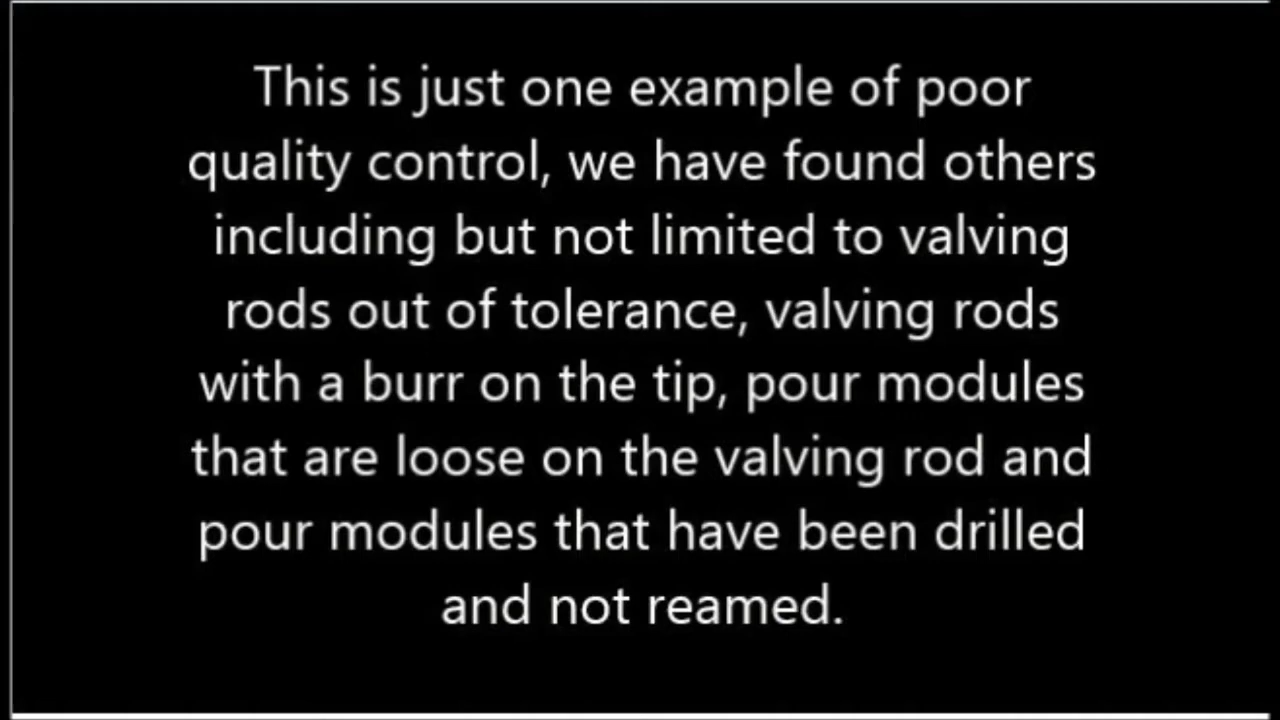 This is just one example of poor
quality control, we have found others
including but not limited to valving
rods out of tolerance, valving rods
with a burr on the tip, pour modules
that are loose on the valving rod and
pour modules that have been drilled
and not reamed.